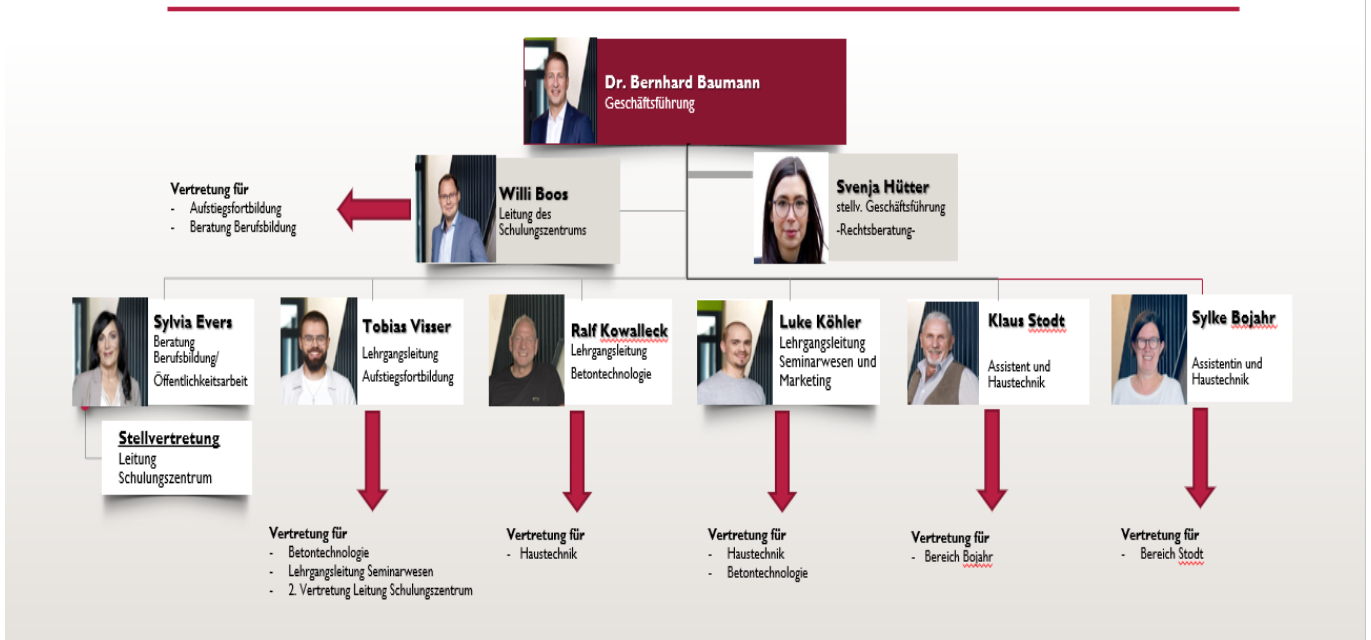 Dr. Bernhard Baumann
Geschäftsführung
Willi Boos
Leitung des
Schulungszentrums
Svenja Hütter
stellv. Geschäftsführung
-Rechtsberatung-
Vertretung für
- Aufstiegsfortbildung
- Beratung Berufsbildung
Sylvia Evers
Beratung
Berufsbildung/
Öffentlichkeitsarbeit
Tobias Visser
Lehrgangsleitung
Aufstiegsfortbildung
Ralf Kowalleck
Lehrgangsleitung
Betontechnologie
Luke Köhler
Lehrgangsleitung
Seminarwesen und
Marketing
Klaus Stodt
Assistent und
Haustechnik
Sylke Bojahr
Assistentin und
Haustechnik
Stellvertretung
Leitung
Schulungszentrum
Vertretung für
- Betontechnologie
- Lehrgangsleitung Seminarwesen
- 2. Vertretung Leitung Schulungszentrum
Vertretung für
- Haustechnik
Vertretung für
- Haustechnik
- Betontechnologie
Vertretung für
- Bereich Bojahr
Vertretung für
- Bereich Stodt